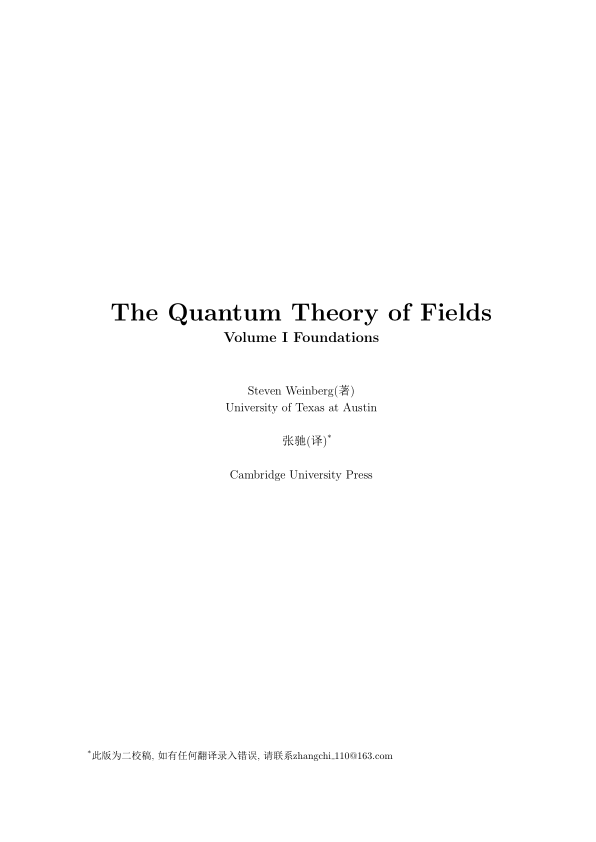 The Quantum Theory of Fields
Volume I Foundations
Steven Weinberg(著)
University of Texas at Austin
张驰(译)*
Cambridge University Press
*此版为二校稿, 如有任何翻译录入错误, 请联系zhangchi_110@163.com